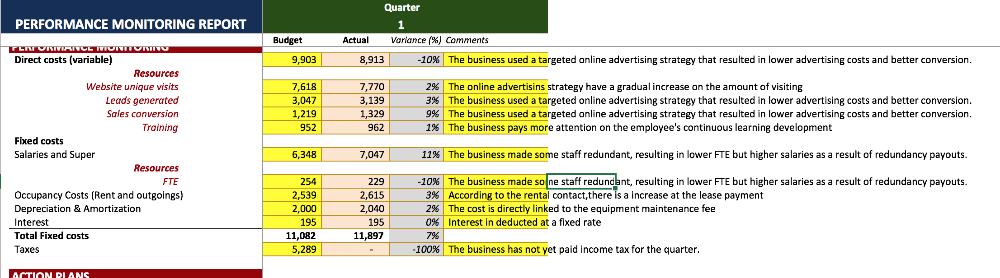 Quarter
PERFORMANCE MONITORING REPORT 1
Budget Actual Variance (%) Comments
PERFORMANCE MONITORING
Direct costs (variable) 9,903 8,913 -10% The business used a targeted online advertising strategy that resulted in lower advertising costs and better conversion.
Resources
Website unique visits 7,618 7,770 2% The online advertisins strategy have a gradual increase on the amount of visiting
Leads generated 3,047 3,139 3% The business used a targeted online advertising strategy that resulted in lower advertising costs and better conversion.
Sales conversion 1,219 1,329 9% The business used a targeted online advertising strategy that resulted in lower advertising costs and better conversion.
Training 952 962 1% The business pays more attention on the employee's continuous learning development
Fixed costs
Salaries and Super 6,348 7,047 11% The business made some staff redundant, resulting in lower FTE but higher salaries as a result of redundancy payouts.
Resources
FTE 254 229 -10% The business made some staff redundant, resulting in lower FTE but higher salaries as a result of redundancy payouts.
Occupancy Costs (Rent and outgoings) 2,539 2,615 3% According to the rental contact,there is a increase at the lease payment
Depreciation & Amortization 2,000 2,040 2% The cost is directly linked to the equipment maintenance fee
Interest 195 195 0% Interest in deducted at a fixed rate
Total Fixed costs 11,082 11,897 7%
Taxes 5,289 - -100% The business has not yet paid income tax for the quarter.
ACTION PLANS